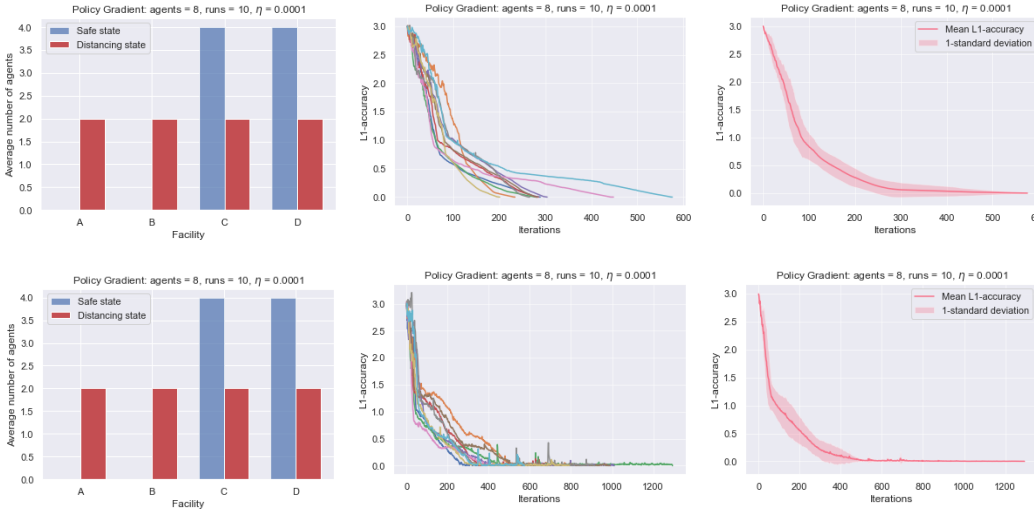 Policy Gradient: agents = 8, runs = 10, η = 0.0001
Average number of agents
4.0
3.5
3.0
2.5
2.0
1.5
1.0
0.5
0.0
Safe state
Distancing state
A B C D
Facility
Policy Gradient: agents = 8, runs = 10, η = 0.0001
L1-accuracy
3.0
2.5
2.0
1.5
1.0
0.5
0.0
0 100 200 300 400 500 600
Iterations
Policy Gradient: agents = 8, runs = 10, η = 0.0001
L1-accuracy
3.0
2.5
2.0
1.5
1.0
0.5
0.0
Mean L1-accuracy
1-standard deviation
0 100 200 300 400 500
Iterations
Policy Gradient: agents = 8, runs = 10, η = 0.0001
Average number of agents
4.0
3.5
3.0
2.5
2.0
1.5
1.0
0.5
0.0
Safe state
Distancing state
A B C D
Facility
Policy Gradient: agents = 8, runs = 10, η = 0.0001
L1-accuracy
3.0
2.5
2.0
1.5
1.0
0.5
0.0
0 200 400 600 800 1000 1200
Iterations
Policy Gradient: agents = 8, runs = 10, η = 0.0001
L1-accuracy
3.0
2.5
2.0
1.5
1.0
0.5
0.0
Mean L1-accuracy
1-standard deviation
0 200 400 600 800 1000 1200
Iterations